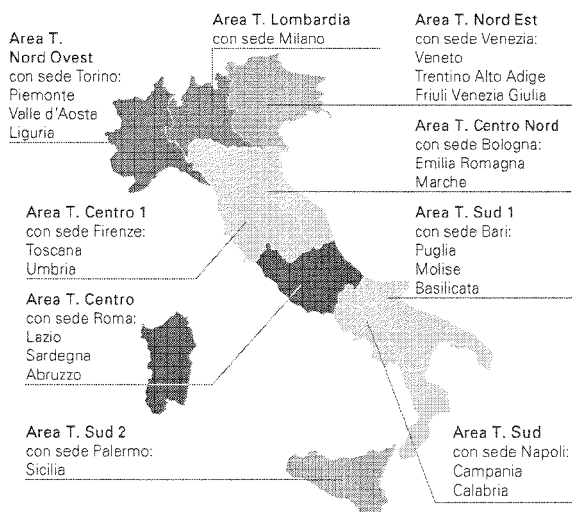 Area T.
Nord Ovest
con sede Torino:
Piemonte
Valle d'Aosta
Liguria
Area T. Lombardia
con sede Milano
Area T. Nord Est
con sede Venezia:
Veneto
Trentino Alto Adige
Friuli Venezia Giulia
Area T. Centro Nord
con sede Bologna:
Emilia Romagna
Marche
Area T. Centro 1
con sede Firenze:
Toscana
Umbria
Area T. Sud 1
con sede Bari:
Puglia
Molise
Basilicata
Area T. Centro
con sede Roma:
Lazio
Sardegna
Abruzzo
Area T. Sud 2
con sede Palermo:
Sicilia
Area T. Sud
con sede Napoli:
Campania
Calabria